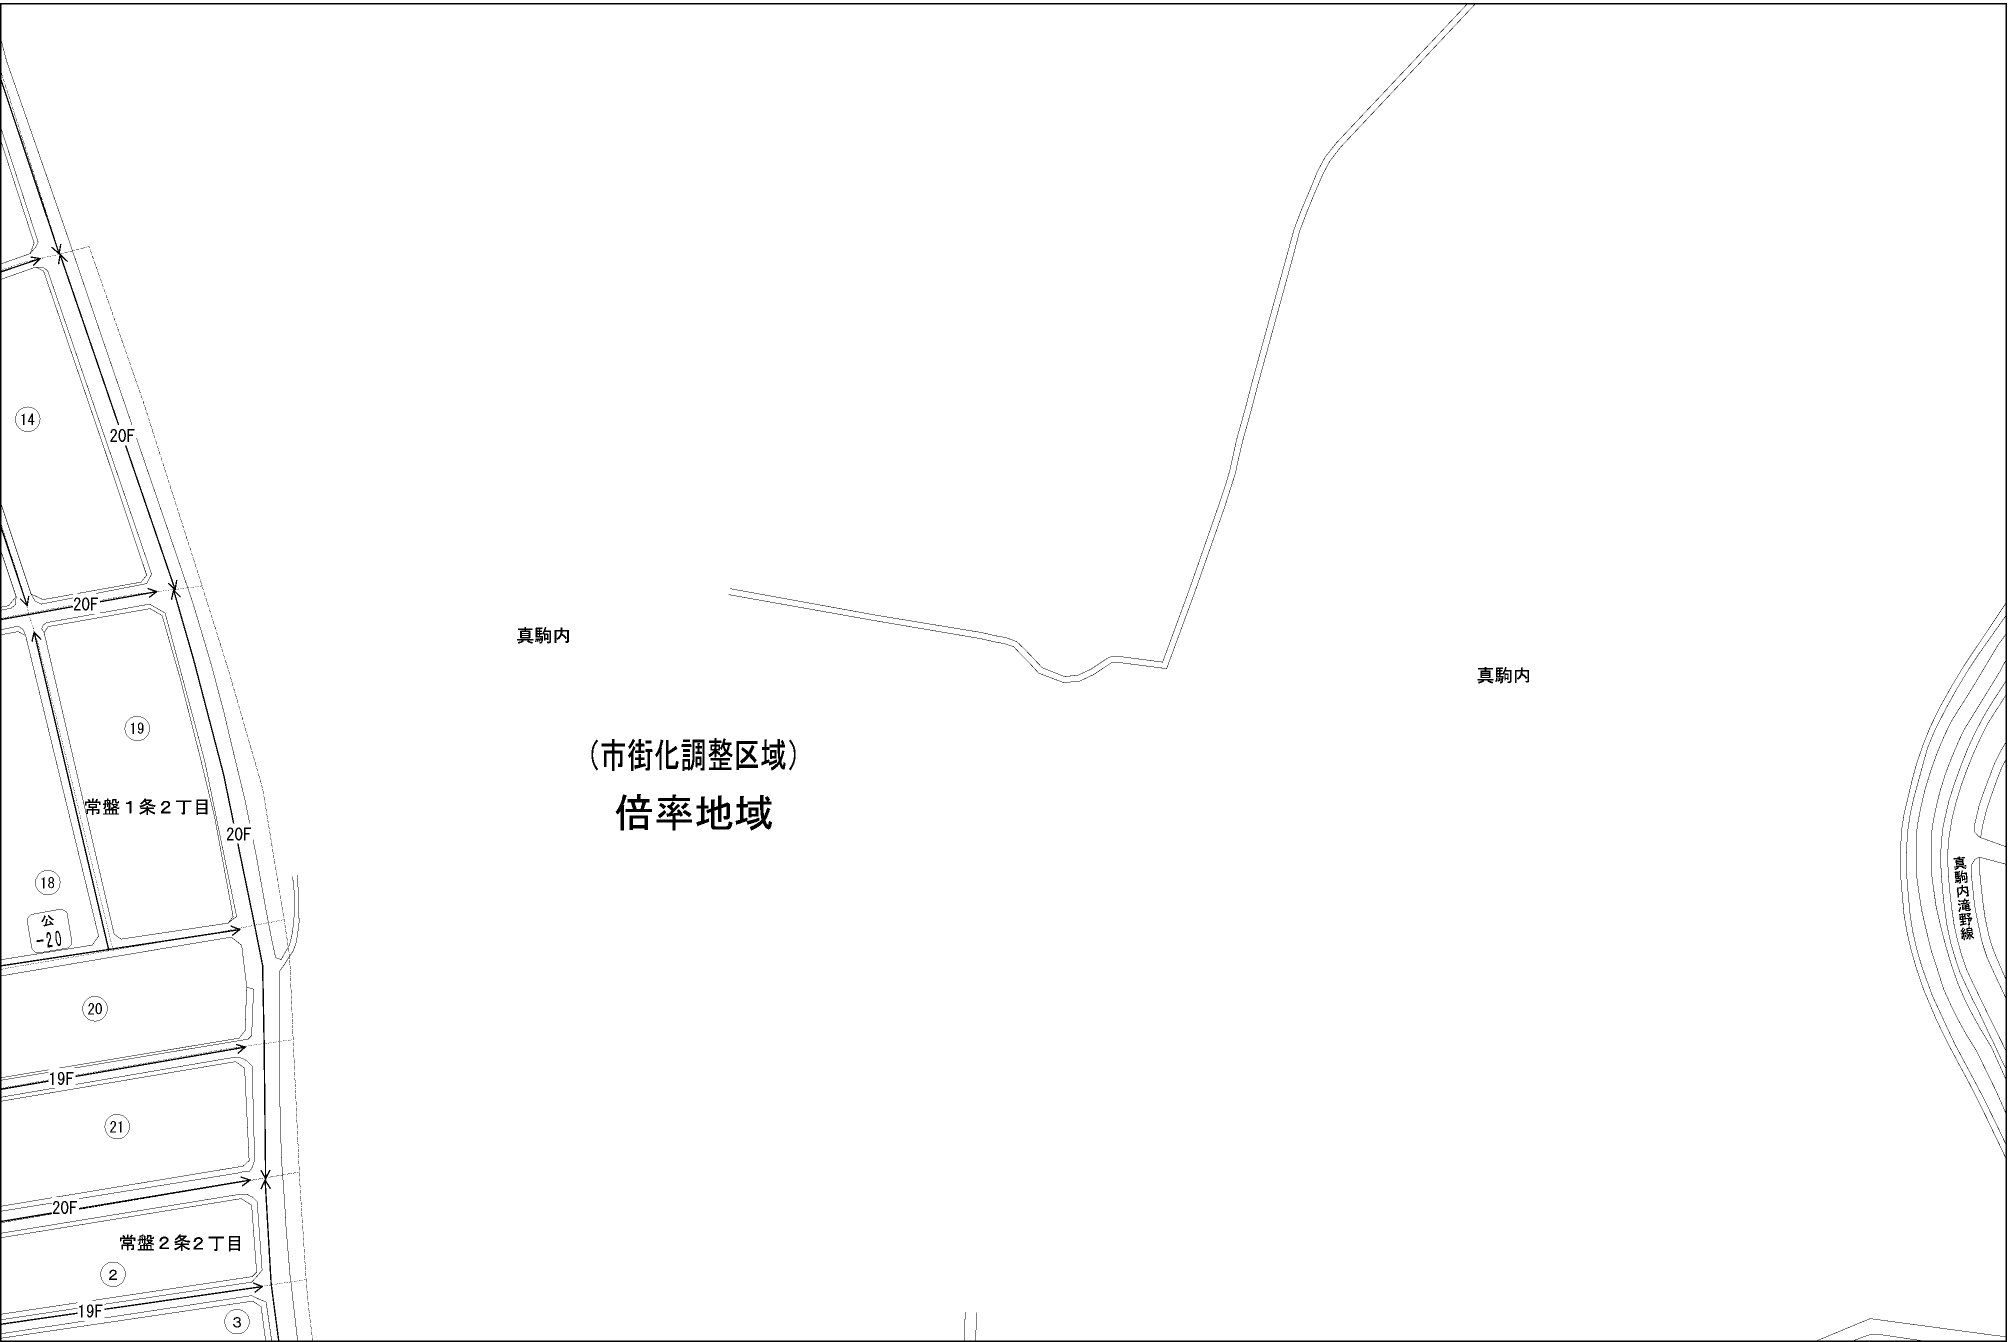 14
20F
20F
真駒内
真駒内
19
（市街化調整区域）
倍率地域
常盤１条２丁目
20F
18
公
-20
真駒内滝野線
20
19F
21
20F
常盤２条２丁目
2
19F
3